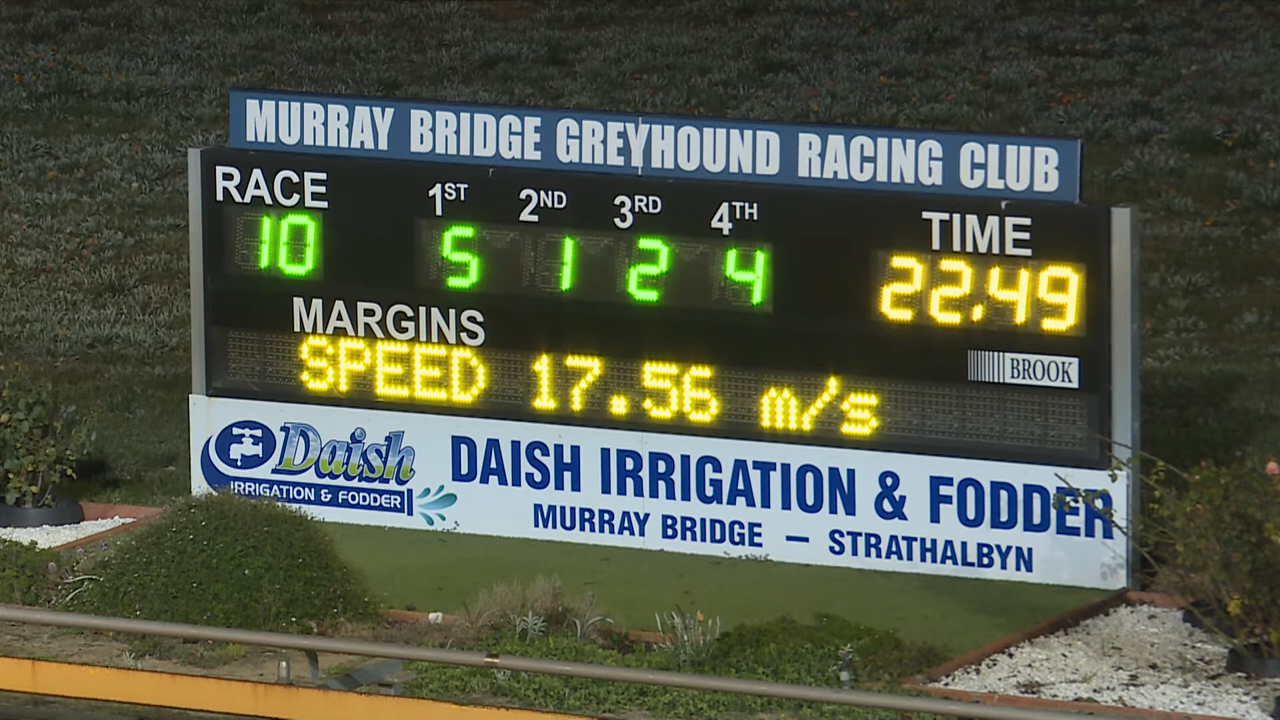 MURRAY BRIDGE GREYHOUND RACING CLUB
RACE 1ST 2ND 3RD 4TH TIME
10 5 1 2 4 22.49
MARGINS
SPEED 17.56 m/s
BROOK
Daish
IRRIGATION & FODDER
DAISH IRRIGATION & FODDER
MURRAY BRIDGE – STRATHALBYN